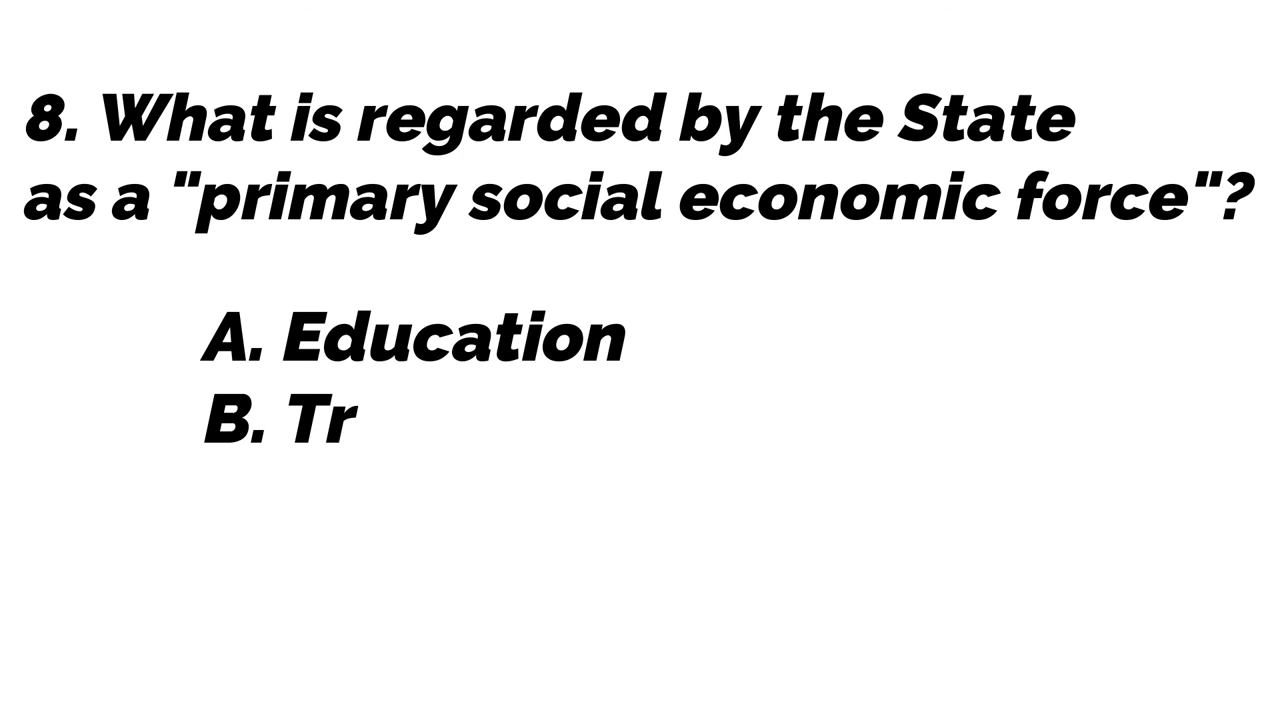 8. What is regarded by the State
as a "primary social economic force"?
A. Education
B. Tr